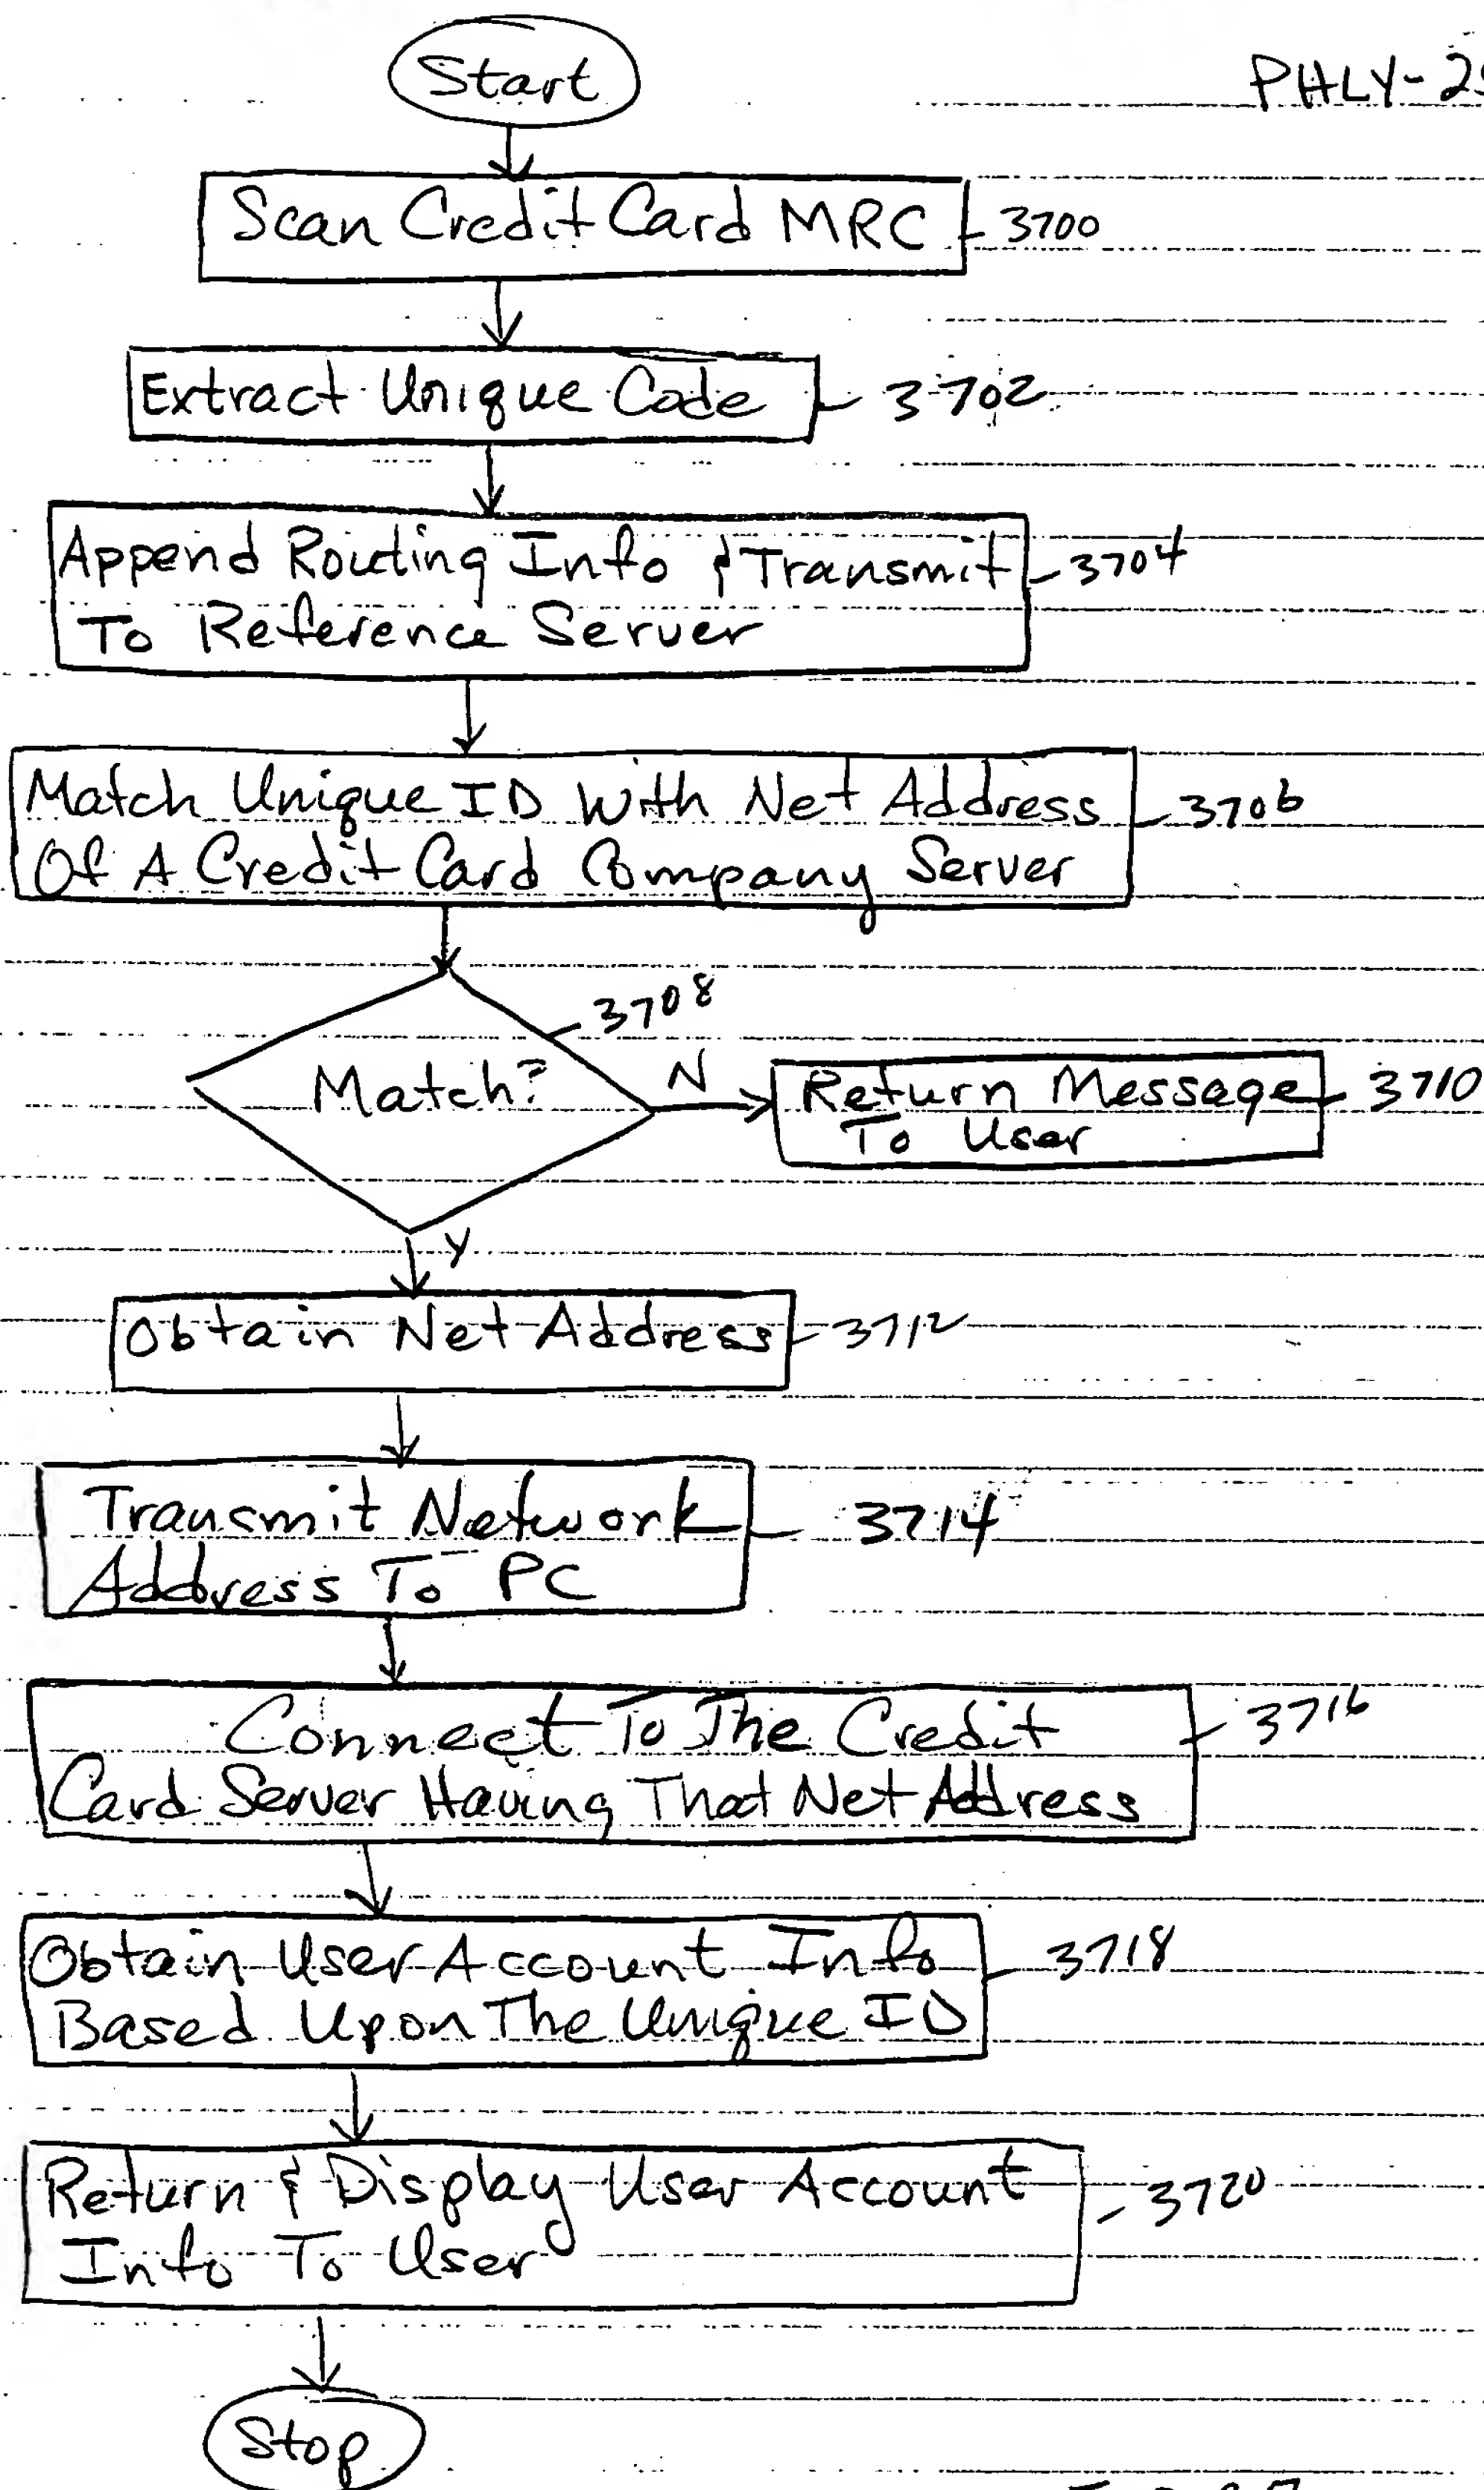 Start
PHLY-25
Scan Credit Card MRC 3700
Extract Unique Code 3702
Append Routing Info & Transmit 3704
To Reference Server
Match Unique ID With Net Address 3706
Of A Credit Card Company Server
3708
Match?
N
Return Message 3710
To User
Y
Obtain Net Address 3712
Transmit Network 3714
Address To PC
Connect To The Credit 3716
Card Server Having That Net Address
Obtain User Account Info 3718
Based Upon The Unique ID
Return & Display User Account 3720
Info To User
Stop